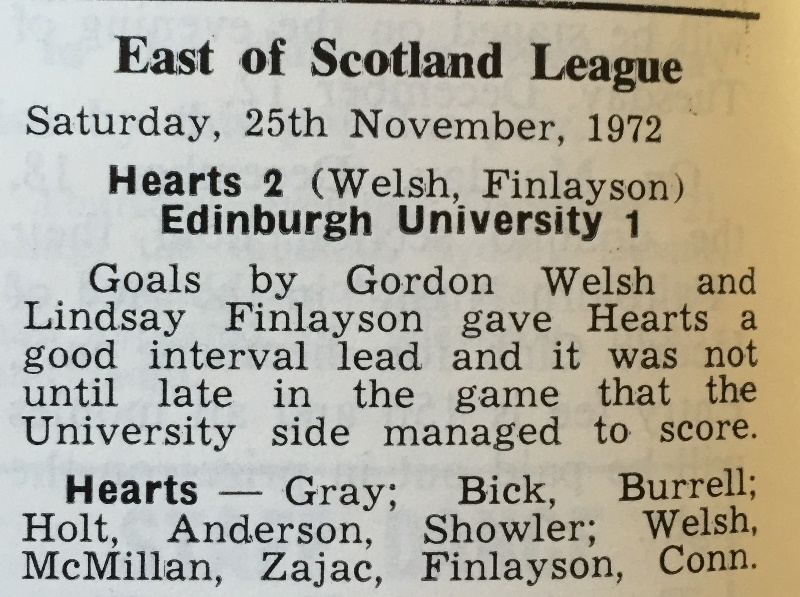 East of Scotland League
Saturday, 25th November, 1972
Hearts 2 (Welsh, Finlayson)
Edinburgh University 1
Goals by Gordon Welsh and
Lindsay Finlayson gave Hearts a
good interval lead and it was not
until late in the game that the
University side managed to score.
Hearts — Gray; Bick, Burrell;
Holt, Anderson, Showler; Welsh,
McMillan, Zajac, Finlayson, Conn.